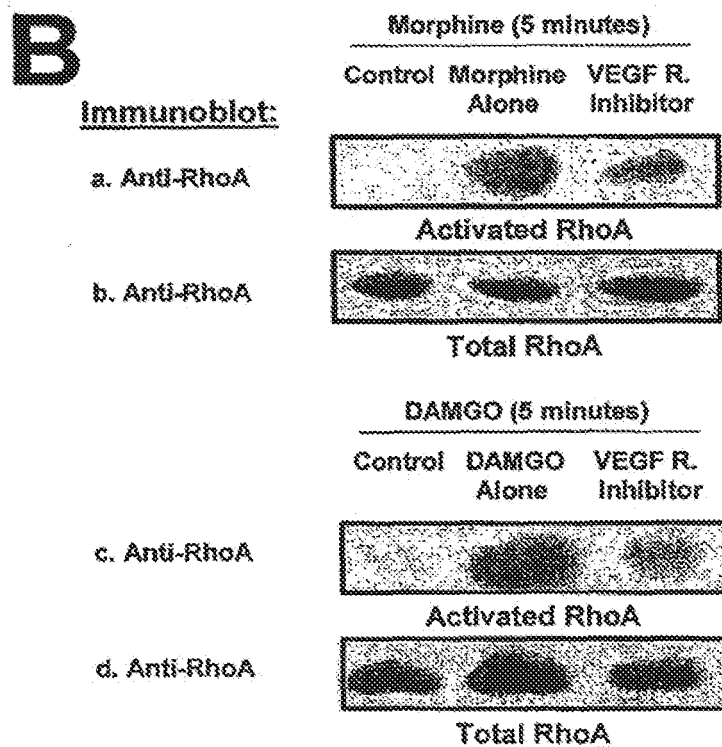 B
Morphine (5 minutes)
Control Morphine Alone VEGF R. Inhibitor
Immunoblot:
a. Anti-RhoA
Activated RhoA
b. Anti-RhoA
Total RhoA
DAMGO (5 minutes)
Control DAMGO Alone VEGF R. Inhibitor
c. Anti-RhoA
Activated RhoA
d. Anti-RhoA
Total RhoA